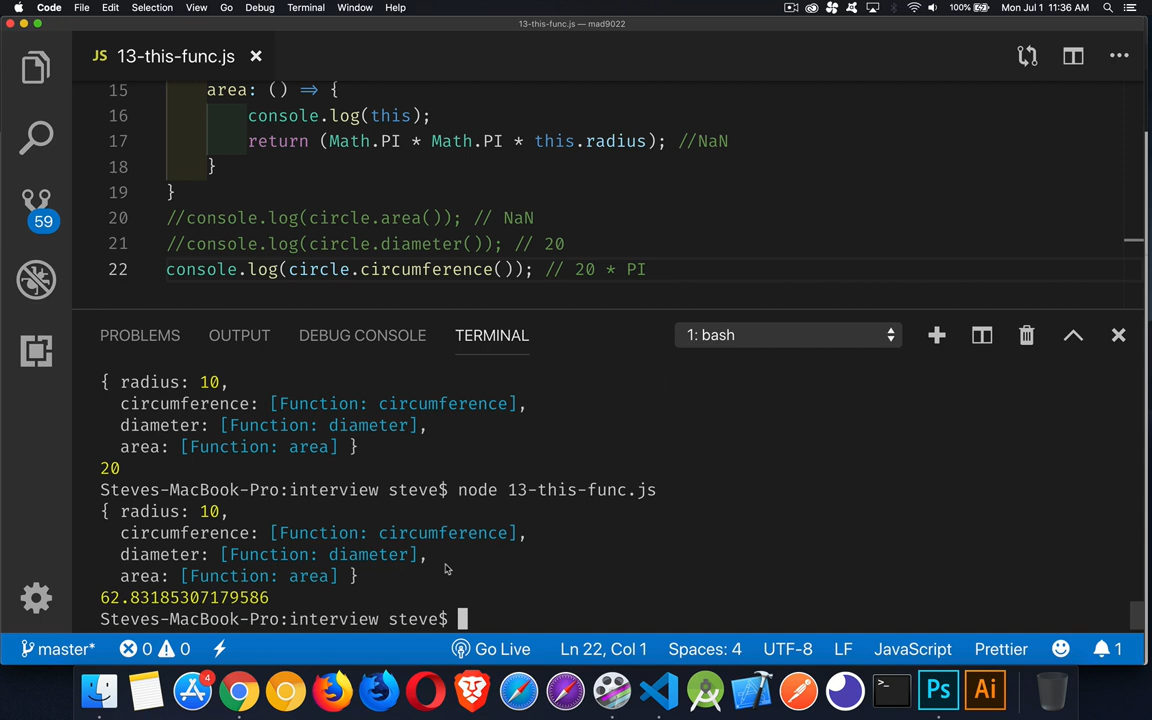 Code File Edit Selection View Go Debug Terminal Window Help 100% Mon Jul 1 11:36 AM
13-this-func.js — mad9022
JS 13-this-func.js
15 area: () => {
16 console.log(this);
17 return (Math.PI * Math.PI * this.radius); //NaN
18 }
19 }
20 //console.log(circle.area()); // NaN
21 //console.log(circle.diameter()); // 20
22 console.log(circle.circumference()); // 20 * PI
59
PROBLEMS OUTPUT DEBUG CONSOLE TERMINAL 1: bash
{ radius: 10,
circumference: [Function: circumference],
diameter: [Function: diameter],
area: [Function: area] }
20
Steves-MacBook-Pro:interview steve$ node 13-this-func.js
{ radius: 10,
circumference: [Function: circumference],
diameter: [Function: diameter],
area: [Function: area] }
62.83185307179586
Steves-MacBook-Pro:interview steve$
master* 0 0 Go Live Ln 22, Col 1 Spaces: 4 UTF-8 LF JavaScript Prettier 1
4
>_
Ps Ai